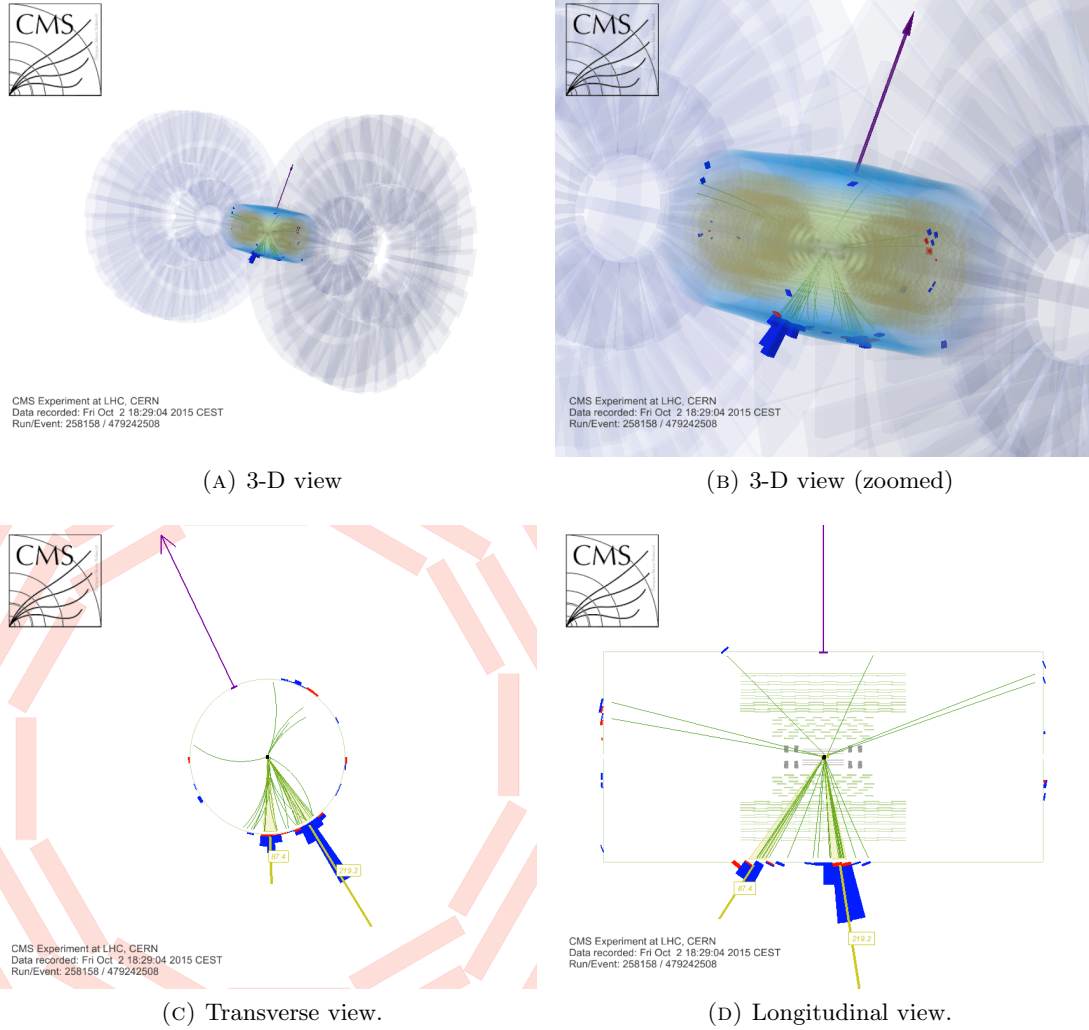 CMS
CMS Experiment at LHC, CERN
Data recorded: Fri Oct 2 18:29:04 2015 CEST
Run/Event: 258158 / 479242508
(A) 3-D view
CMS
CMS Experiment at LHC, CERN
Data recorded: Fri Oct 2 18:29:04 2015 CEST
Run/Event: 258158 / 479242508
(B) 3-D view (zoomed)
CMS
87.4
219.2
CMS Experiment at LHC, CERN
Data recorded: Fri Oct 2 18:29:04 2015 CEST
Run/Event: 258158 / 479242508
(C) Transverse view.
CMS
87.4
219.2
CMS Experiment at LHC, CERN
Data recorded: Fri Oct 2 18:29:04 2015 CEST
Run/Event: 258158 / 479242508
(D) Longitudinal view.